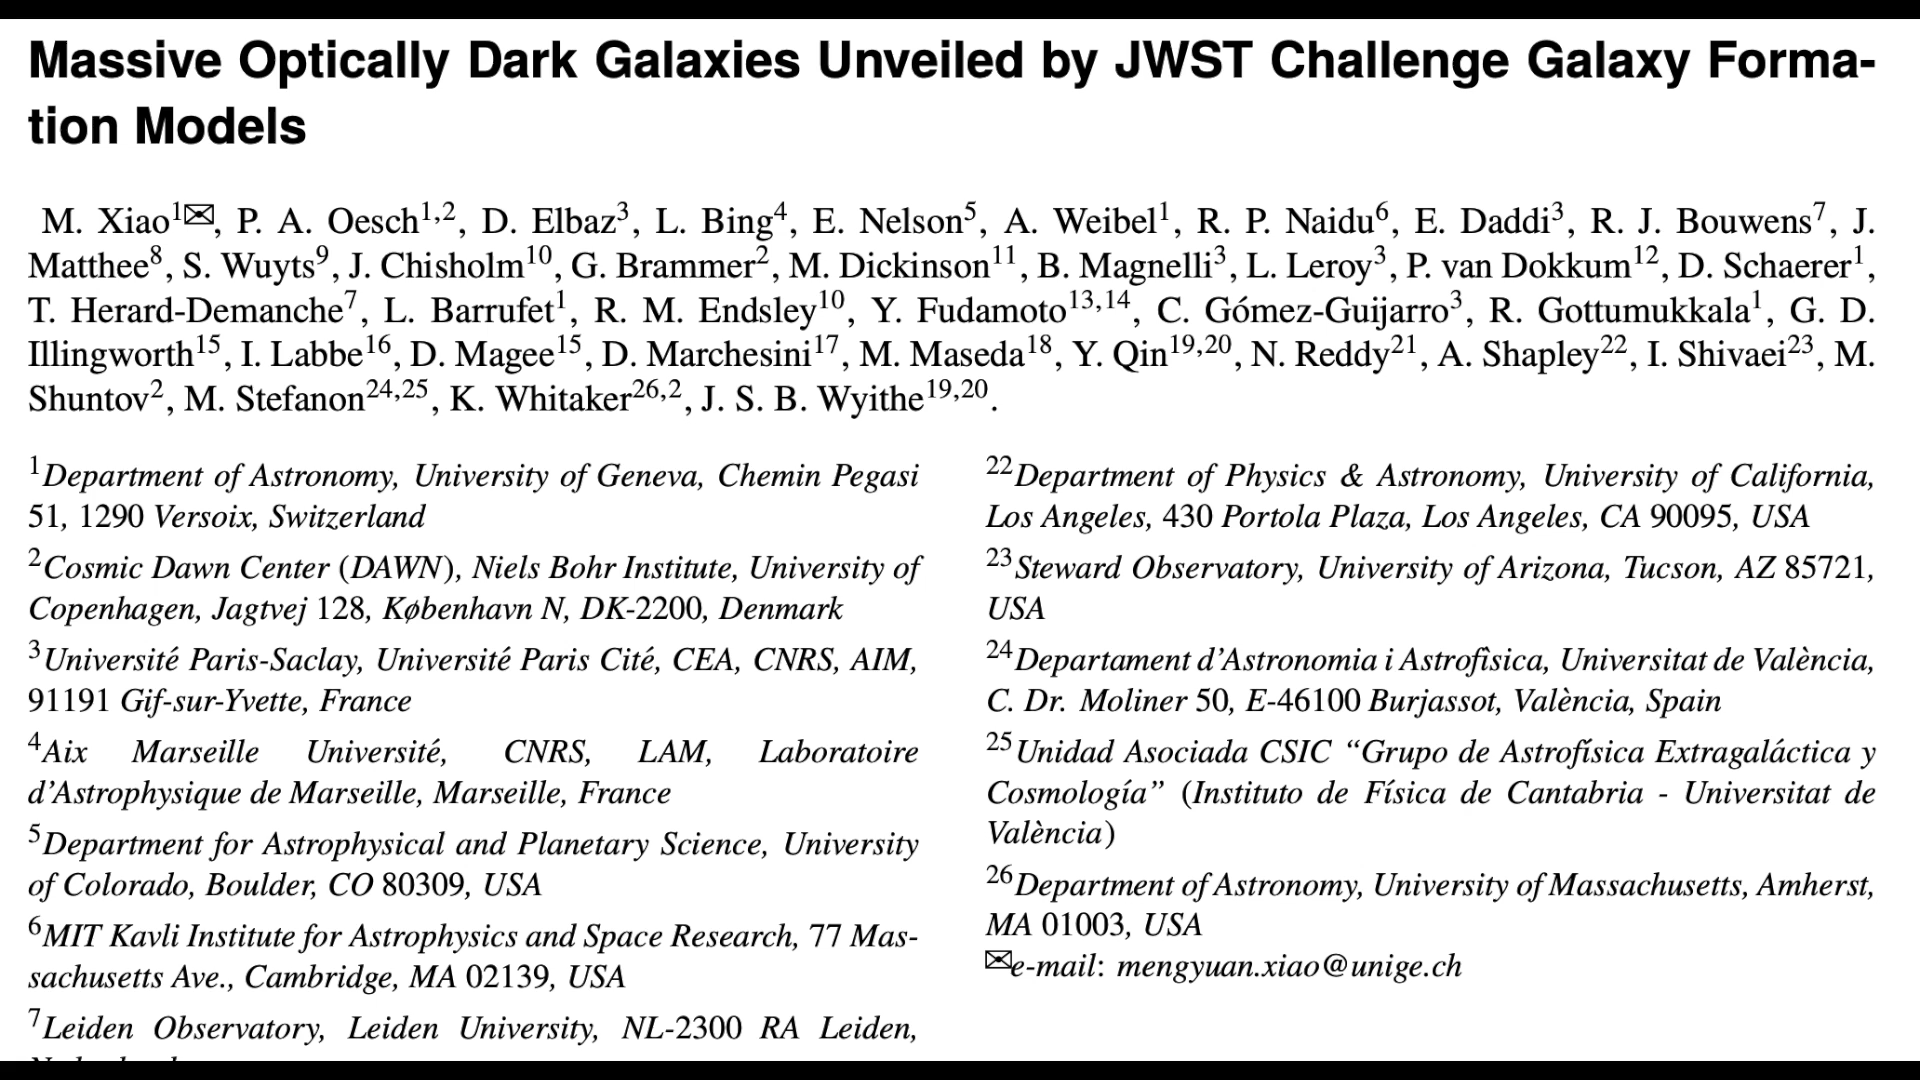 Massive Optically Dark Galaxies Unveiled by JWST Challenge Galaxy Forma-
tion Models
M. Xiao1✉, P. A. Oesch1,2, D. Elbaz3, L. Bing4, E. Nelson5, A. Weibel1, R. P. Naidu6, E. Daddi3, R. J. Bouwens7, J.
Matthee8, S. Wuyts9, J. Chisholm10, G. Brammer2, M. Dickinson11, B. Magnelli3, L. Leroy3, P. van Dokkum12, D. Schaerer1,
T. Herard-Demanche7, L. Barrufet1, R. M. Endsley10, Y. Fudamoto13,14, C. Gómez-Guijarro3, R. Gottumukkala1, G. D.
Illingworth15, I. Labbe16, D. Magee15, D. Marchesini17, M. Maseda18, Y. Qin19,20, N. Reddy21, A. Shapley22, I. Shivaei23, M.
Shuntov2, M. Stefanon24,25, K. Whitaker26,2, J. S. B. Wyithe19,20.
1Department of Astronomy, University of Geneva, Chemin Pegasi
51, 1290 Versoix, Switzerland
2Cosmic Dawn Center (DAWN), Niels Bohr Institute, University of
Copenhagen, Jagtvej 128, København N, DK-2200, Denmark
3Université Paris-Saclay, Université Paris Cité, CEA, CNRS, AIM,
91191 Gif-sur-Yvette, France
4Aix Marseille Université, CNRS, LAM, Laboratoire
d'Astrophysique de Marseille, Marseille, France
5Department for Astrophysical and Planetary Science, University
of Colorado, Boulder, CO 80309, USA
6MIT Kavli Institute for Astrophysics and Space Research, 77 Mas-
sachusetts Ave., Cambridge, MA 02139, USA
7Leiden Observatory, Leiden University, NL-2300 RA Leiden,
22Department of Physics & Astronomy, University of California,
Los Angeles, 430 Portola Plaza, Los Angeles, CA 90095, USA
23Steward Observatory, University of Arizona, Tucson, AZ 85721,
USA
24Departament d'Astronomia i Astrofìsica, Universitat de València,
C. Dr. Moliner 50, E-46100 Burjassot, València, Spain
25Unidad Asociada CSIC "Grupo de Astrofísica Extragaláctica y
Cosmología" (Instituto de Física de Cantabria - Universitat de
València)
26Department of Astronomy, University of Massachusetts, Amherst,
MA 01003, USA
✉e-mail: mengyuan.xiao@unige.ch